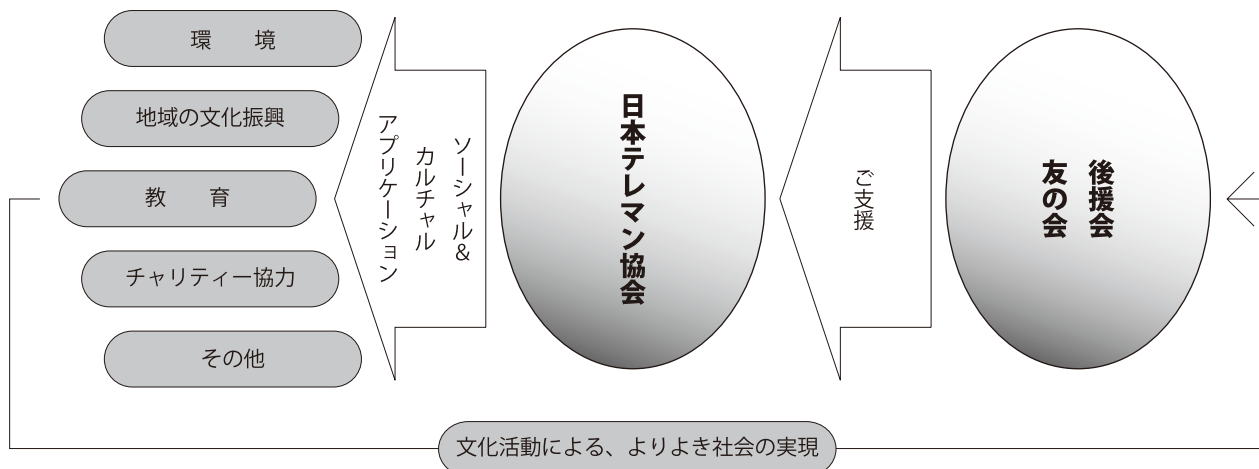 環　　境
地域の文化振興
教　　育
チャリティー協力
その他
ソーシャル&
カルチャル
アプリケーション
日本テレマン協会
ご支援
後援会
友の会
文化活動による、よりよき社会の実現